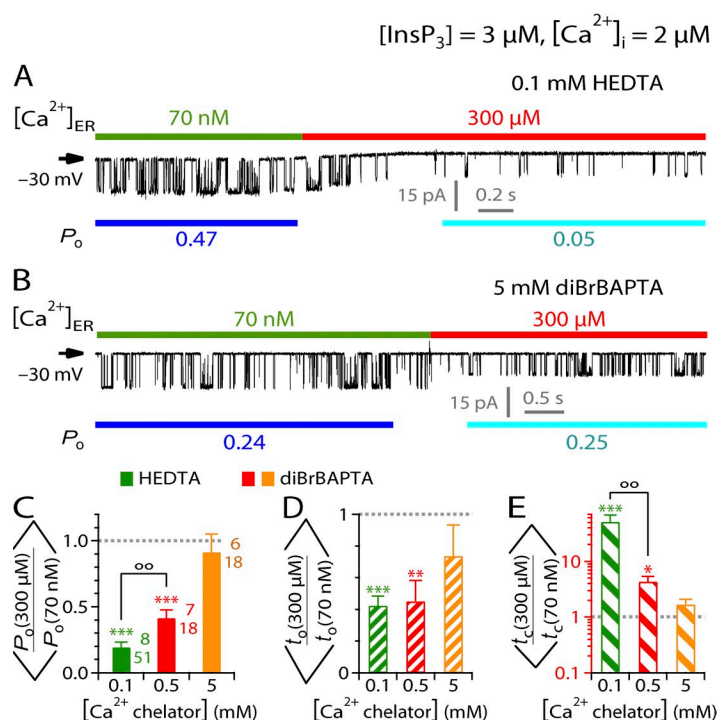 [InsP3] = 3 µM, [Ca2+]i = 2 µM
A
0.1 mM HEDTA
[Ca2+]ER
70 nM
300 µM
–30 mV
15 pA
0.2 s
Po
0.47
0.05
B
5 mM diBrBAPTA
[Ca2+]ER
70 nM
300 µM
–30 mV
15 pA
0.5 s
Po
0.24
0.25
HEDTA
diBrBAPTA
C
Po(300 µM)
Po(70 nM)
1.0
0.5
0.0
oo
***
8
51
***
7
18
6
18
0.1 0.5 5
[Ca2+ chelator] (mM)
D
to(300 µM)
to(70 nM)
1
0
***
**
0.1 0.5 5
[Ca2+ chelator] (mM)
E
tc(300 µM)
tc(70 nM)
10
1
0.1
oo
***
*
0.1 0.5 5
[Ca2+ chelator] (mM)